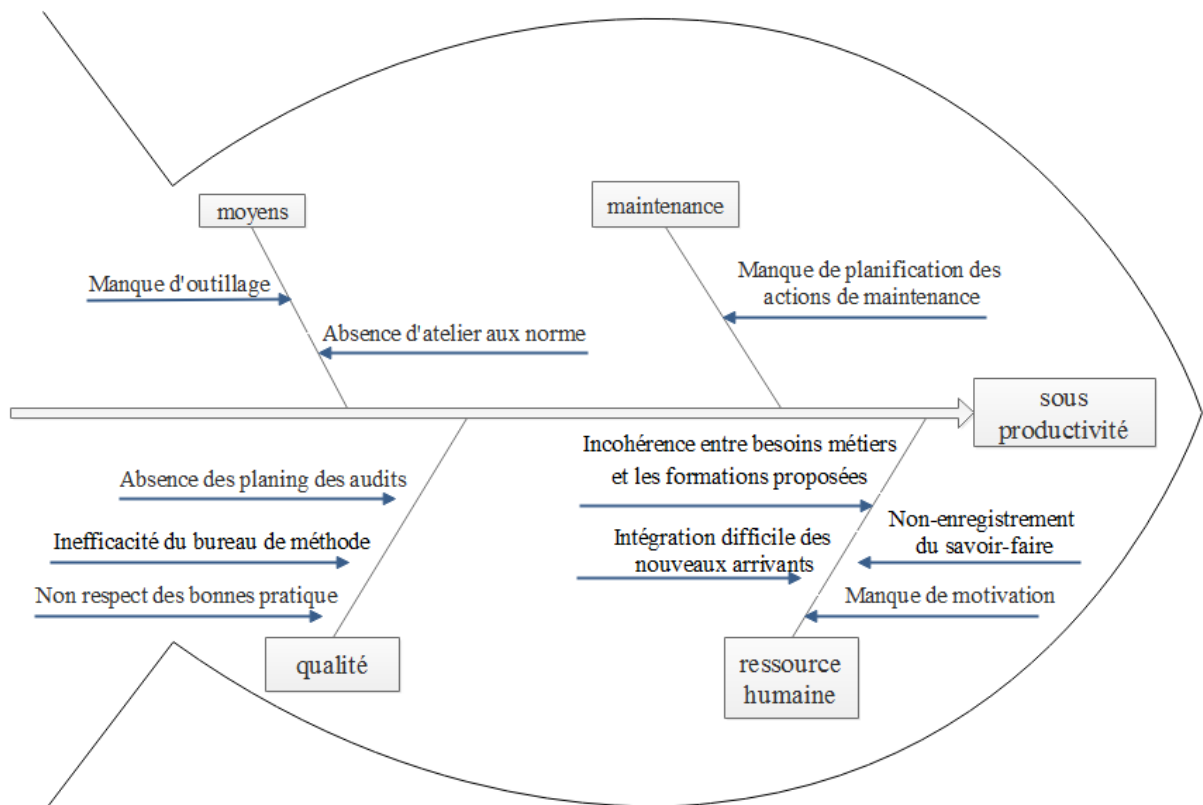 moyens
maintenance
Manque d'outillage
Manque de planification des
actions de maintenance
Absence d'atelier aux norme
sous
productivité
Incohérence entre besoins métiers
et les formations proposées
Absence des planing des audits
Non-enregistrement
du savoir-faire
Inefficacité du bureau de méthode
Intégration difficile des
nouveaux arrivants
Non respect des bonnes pratique
Manque de motivation
qualité
ressource
humaine